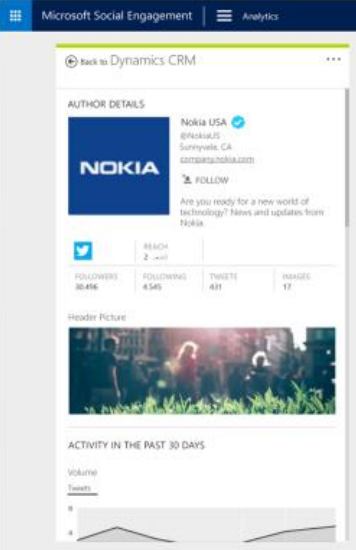 Microsoft Social Engagement
Analytics
Back to Dynamics CRM
...
AUTHOR DETAILS
NOKIA
Nokia USA
@NokiaUS
Sunnyvale, CA
company.nokia.com
FOLLOW
Are you ready for a new world of
technology? News and updates from
Nokia.
REACH
2
FOLLOWERS FOLLOWING TWEETS IMAGES
30.496 4.545 431 17
Header Picture
ACTIVITY IN THE PAST 30 DAYS
Volume
Tweets
8
4